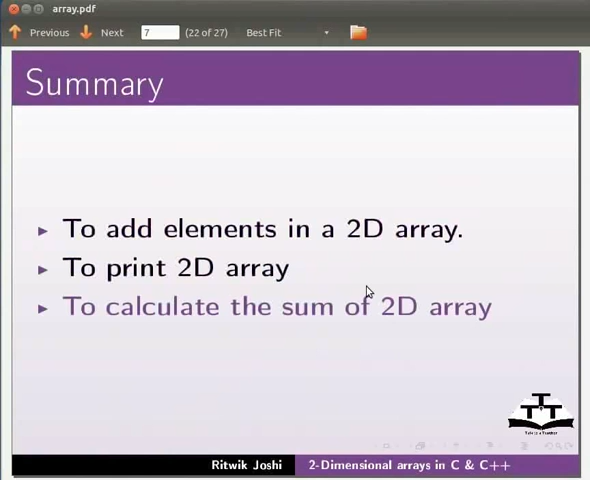 array.pdf
Previous Next 7 (22 of 27) Best Fit
Summary
To add elements in a 2D array.
To print 2D array
To calculate the sum of 2D array
TTT
Ritwik Joshi 2-Dimensional arrays in C & C++